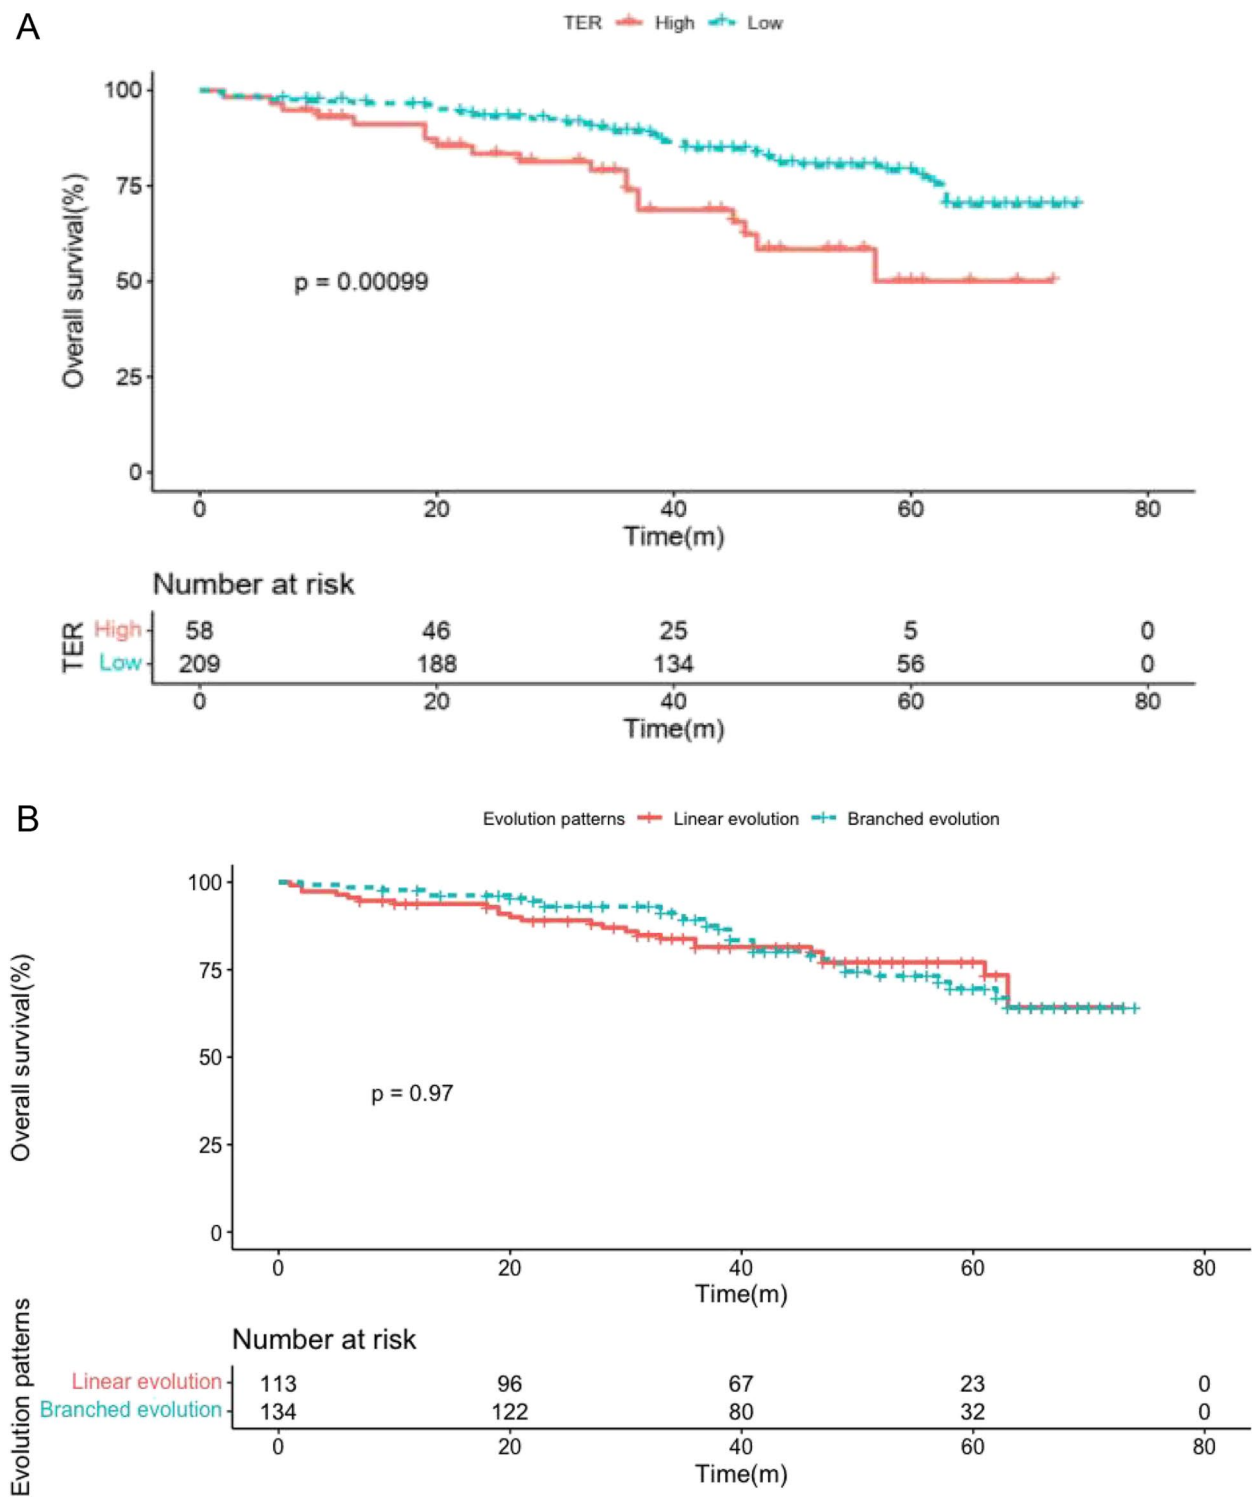 A
TER High Low
100
75
50
25
0
Overall survival(%)
p = 0.00099
0 20 40 60 80
Time(m)
Number at risk
TER
High 58 46 25 5 0
Low 209 188 134 56 0
0 20 40 60 80
Time(m)
B
Evolution patterns Linear evolution Branched evolution
100
75
50
25
0
Overall survival(%)
p = 0.97
0 20 40 60 80
Time(m)
Number at risk
Evolution patterns
Linear evolution 113 96 67 23 0
Branched evolution 134 122 80 32 0
0 20 40 60 80
Time(m)